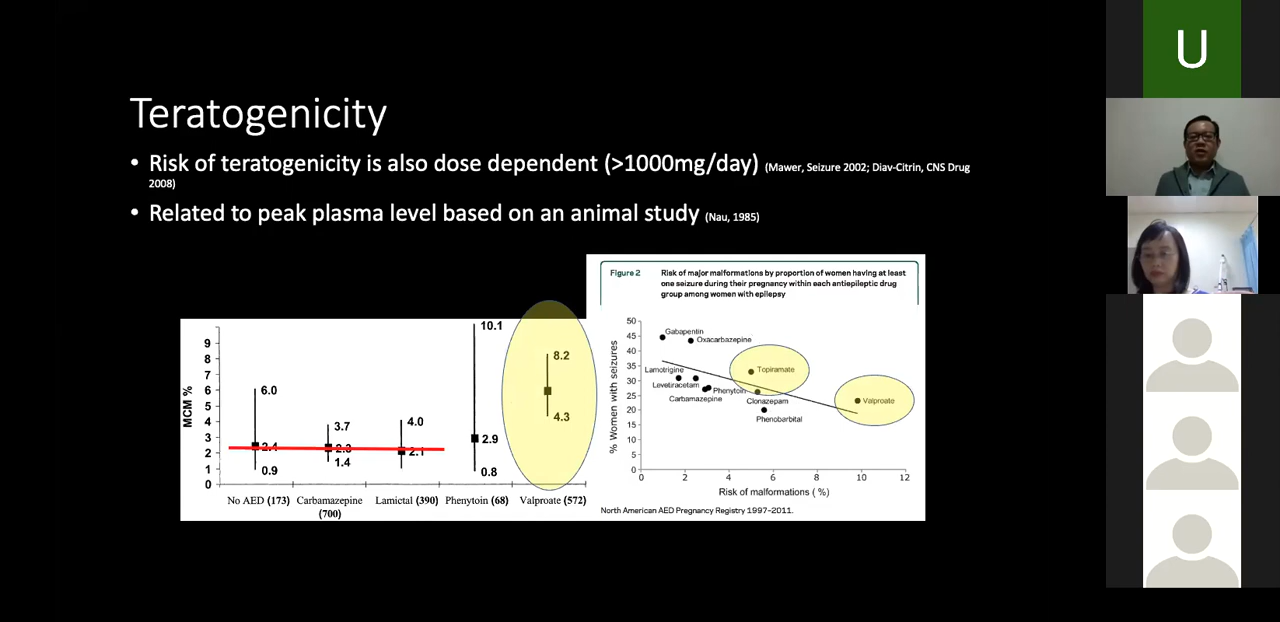 Teratogenicity
• Risk of teratogenicity is also dose dependent (>1000mg/day) (Mawer, Seizure 2002; Diav-Citrin, CNS Drug
2008)
• Related to peak plasma level based on an animal study (Nau, 1985)
MCM %
9
8
7
6
5
4
3
2
1
0
6.0
2.4
0.9
3.7
2.3
1.4
4.0
2.1
10.1
2.9
0.8
8.2
4.3
No AED (173) Carbamazepine Lamictal (390) Phenytoin (68) Valproate (572)
(700)
Figure 2 Risk of major malformations by proportion of women having at least
one seizure during their pregnancy within each antiepileptic drug
group among women with epilepsy
% Women with seizures
50
45
40
35
30
25
20
15
10
5
0
Gabapentin
Oxacarbazepine
Lamotrigine
Topiramate
Levetiracetam
Phenytoin
Carbamazepine
Clonazepam
Valproate
Phenobarbital
0 2 4 6 8 10 12
Risk of malformations ( %)
North American AED Pregnancy Registry 1997-2011.
U